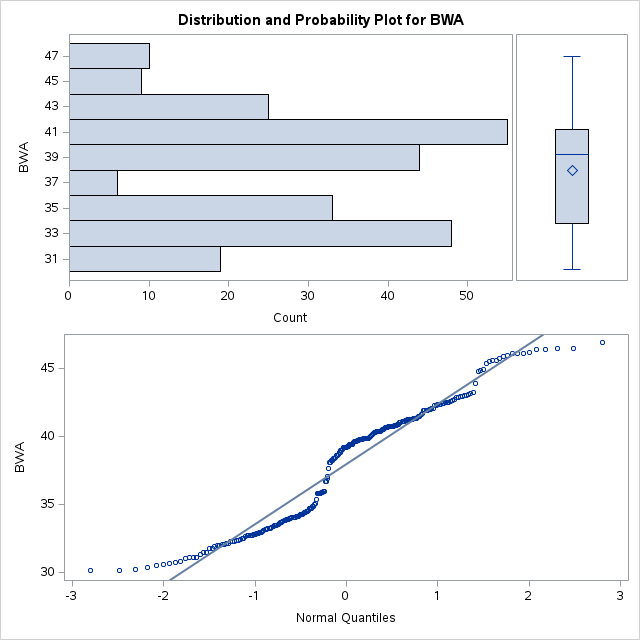 Distribution and Probability Plot for BWA
47
45
43
41
39
37
35
33
31
BWA
0 10 20 30 40 50
Count
45
40
35
30
BWA
-3 -2 -1 0 1 2 3
Normal Quantiles